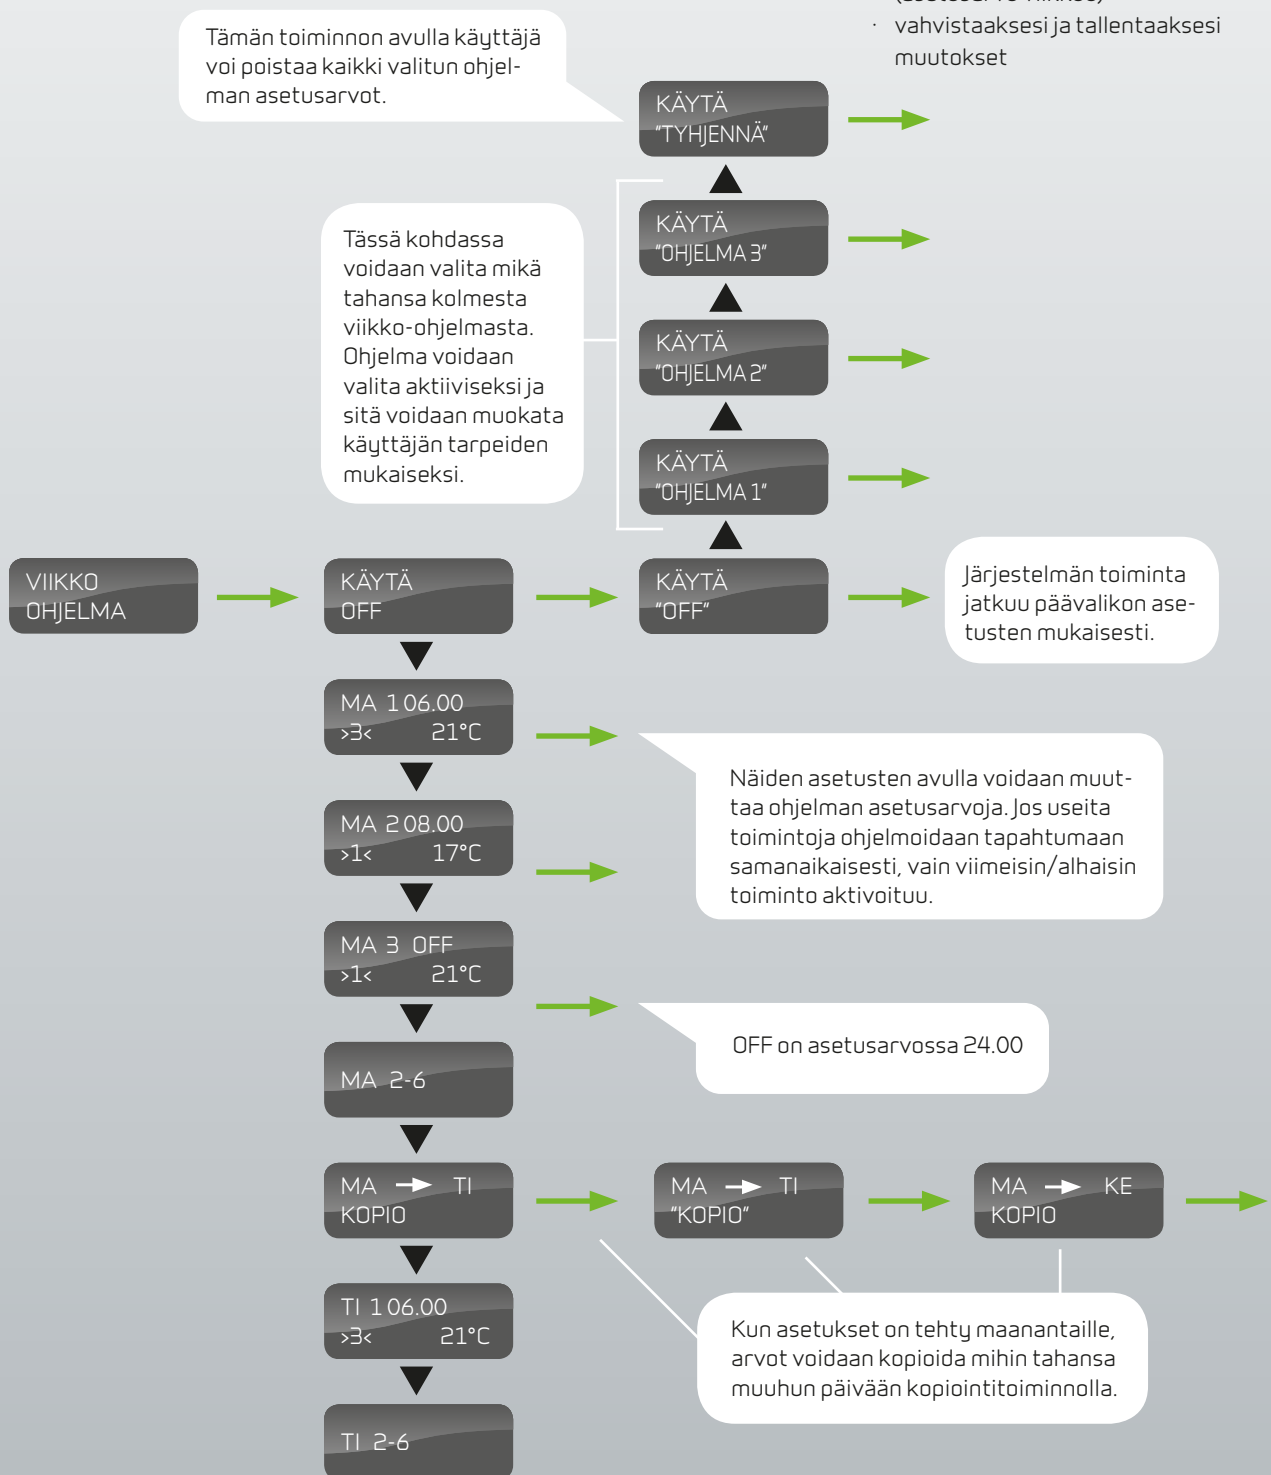 · vahvistaaksesi ja tallentaaksesi
muutokset
Tämän toiminnon avulla käyttäjä
voi poistaa kaikki valitun ohjel-
man asetusarvot.
KÄYTÄ
"TYHJENNÄ"
Tässä kohdassa
voidaan valita mikä
tahansa kolmesta
viikko-ohjelmasta.
Ohjelma voidaan
valita aktiiviseksi ja
sitä voidaan muokata
käyttäjän tarpeiden
mukaiseksi.
KÄYTÄ
"OHJELMA 3"
KÄYTÄ
"OHJELMA 2"
KÄYTÄ
"OHJELMA 1"
VIIKKO
OHJELMA
KÄYTÄ
OFF
KÄYTÄ
"OFF"
Järjestelmän toiminta
jatkuu päävalikon ase-
tusten mukaisesti.
MA 1 06.00
>3< 21°C
Näiden asetusten avulla voidaan muut-
taa ohjelman asetusarvoja. Jos useita
toimintoja ohjelmoidaan tapahtumaan
samanaikaisesti, vain viimeisin/alhaisin
toiminto aktivoituu.
MA 2 08.00
>1< 17°C
MA 3 OFF
>1< 21°C
OFF on asetusarvossa 24.00
MA 2-6
MA → TI
KOPIO
MA → TI
"KOPIO"
MA → KE
KOPIO
TI 1 06.00
>3< 21°C
Kun asetukset on tehty maanantaille,
arvot voidaan kopioida mihin tahansa
muuhun päivään kopiointitoiminnolla.
TI 2-6